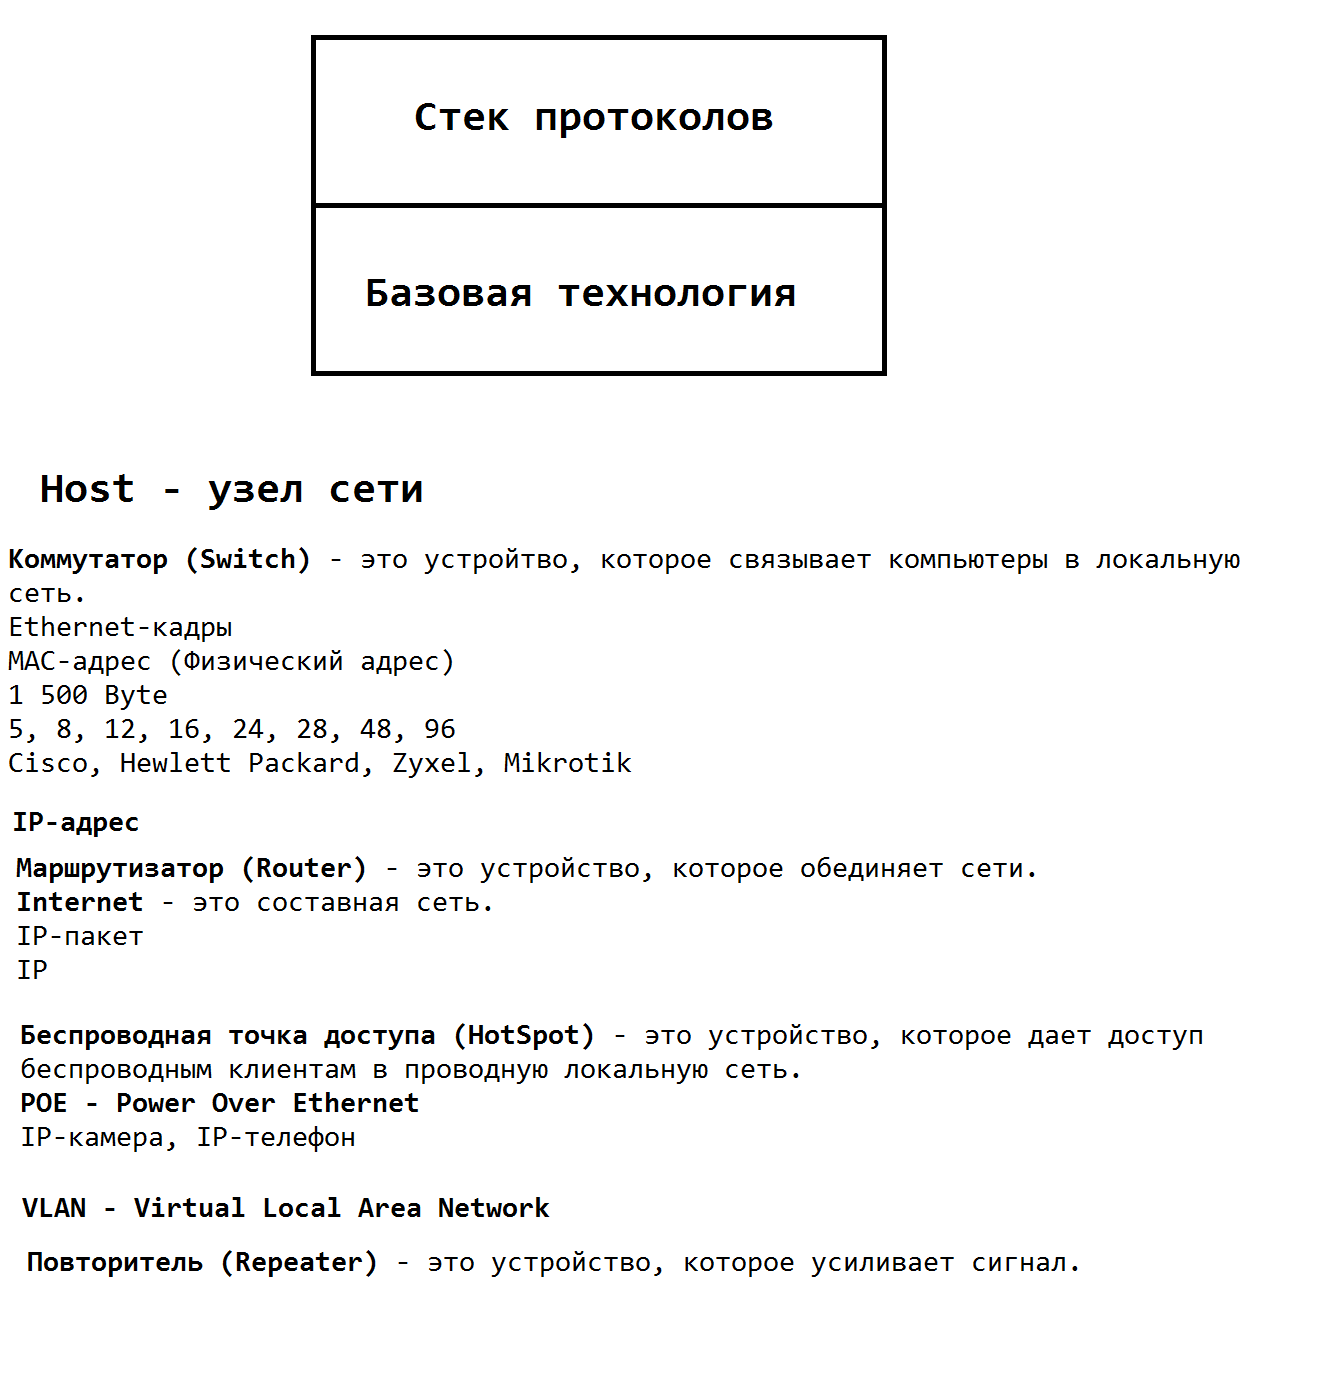 Стек протоколов
Базовая технология
Host - узел сети
Коммутатор (Switch) - это устройтво, которое связывает компьютеры в локальную
сеть.
Ethernet-кадры
MAC-адрес (Физический адрес)
1 500 Byte
5, 8, 12, 16, 24, 28, 48, 96
Cisco, Hewlett Packard, Zyxel, Mikrotik
IP-адрес
Маршрутизатор (Router) - это устройство, которое обединяет сети.
Internet - это составная сеть.
IP-пакет
IP
Беспроводная точка доступа (HotSpot) - это устройство, которое дает доступ
беспроводным клиентам в проводную локальную сеть.
POE - Power Over Ethernet
IP-камера, IP-телефон
VLAN - Virtual Local Area Network
Повторитель (Repeater) - это устройство, которое усиливает сигнал.